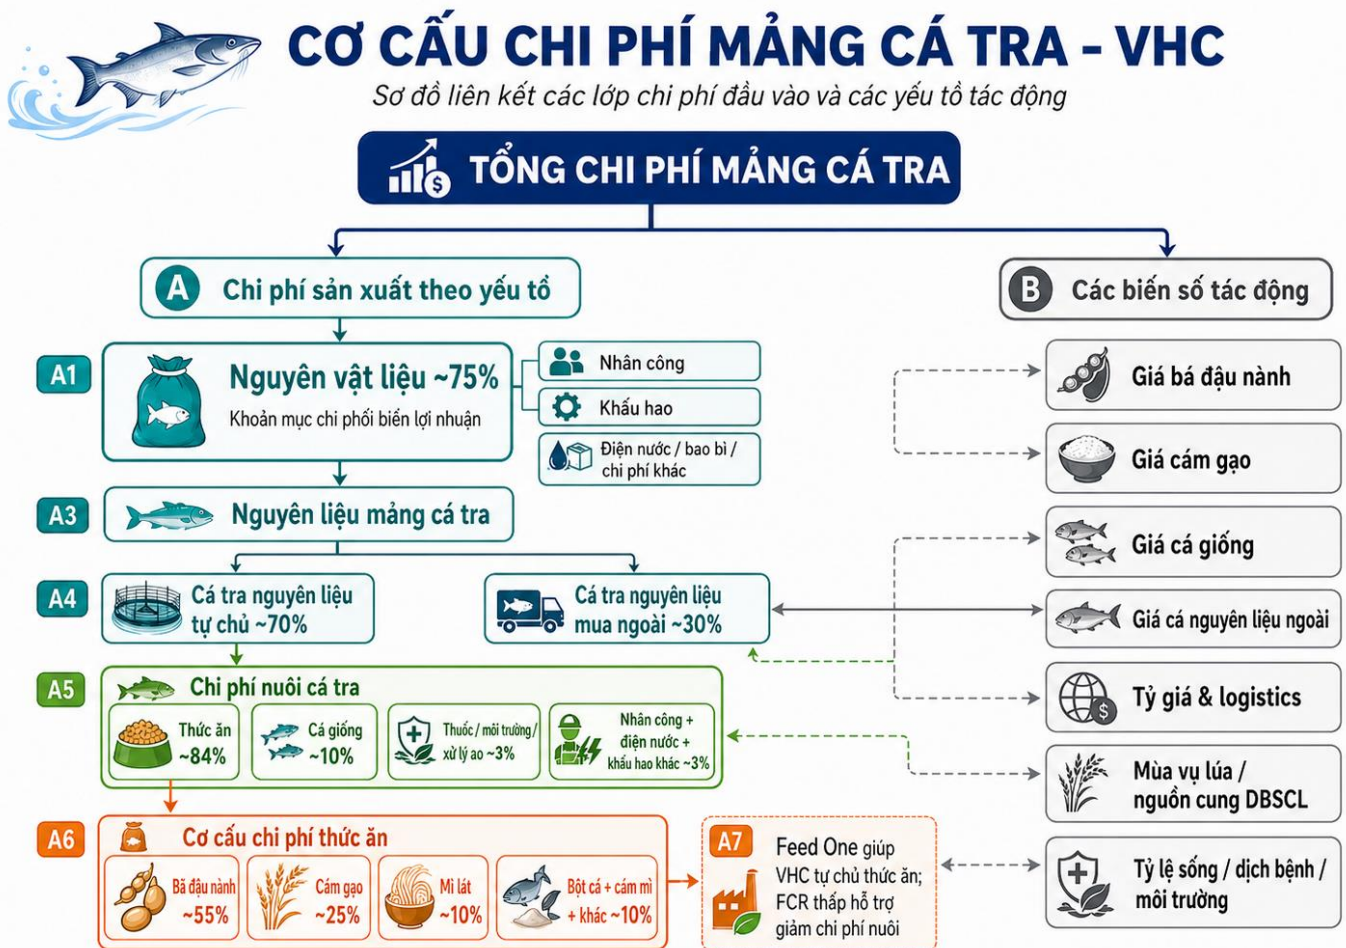 CƠ CẤU CHI PHÍ MẢNG CÁ TRA - VHC
Sơ đồ liên kết các lớp chi phí đầu vào và các yếu tồ tác động
TỔNG CHI PHÍ MẢNG CÁ TRA
A
Chi phí sản xuất theo yếu tồ
B
Các biến số tác động
A1
Nguyên vật liệu ~75%
Khoản mục chi phối biển lợi nhuận
Nhân công
Khấu hao
Điện nước / bao bì /
chi phí khác
A3
Nguyên liệu mảng cá tra
A4
Cá tra nguyên liệu
tự chủ ~70%
Cá tra nguyên liệu
mua ngoài ~30%
A5
Chi phí nuôi cá tra
Thức ăn
~84%
Cá giống
~10%
Thuốc / môi trường /
xử lý ao ~3%
Nhân công +
điện nước +
khấu hao khác ~3%
A6
Cơ cấu chi phí thức ăn
Bã đậu nành
~55%
Cám gạo
~25%
Mì lát
~10%
Bột cá + cám mì
+ khác ~10%
A7
Feed One giúp
VHC tự chủ thức ăn;
FCR thấp hỗ trợ
giảm chi phí nuôi
Giá bá đậu nành
Giá cám gạo
Giá cá giống
Giá cá nguyên liệu ngoài
$
Tỷ giá & logistics
Mùa vụ lúa /
nguồn cung DBSCL
Tỷ lệ sống / dịch bệnh /
môi trường